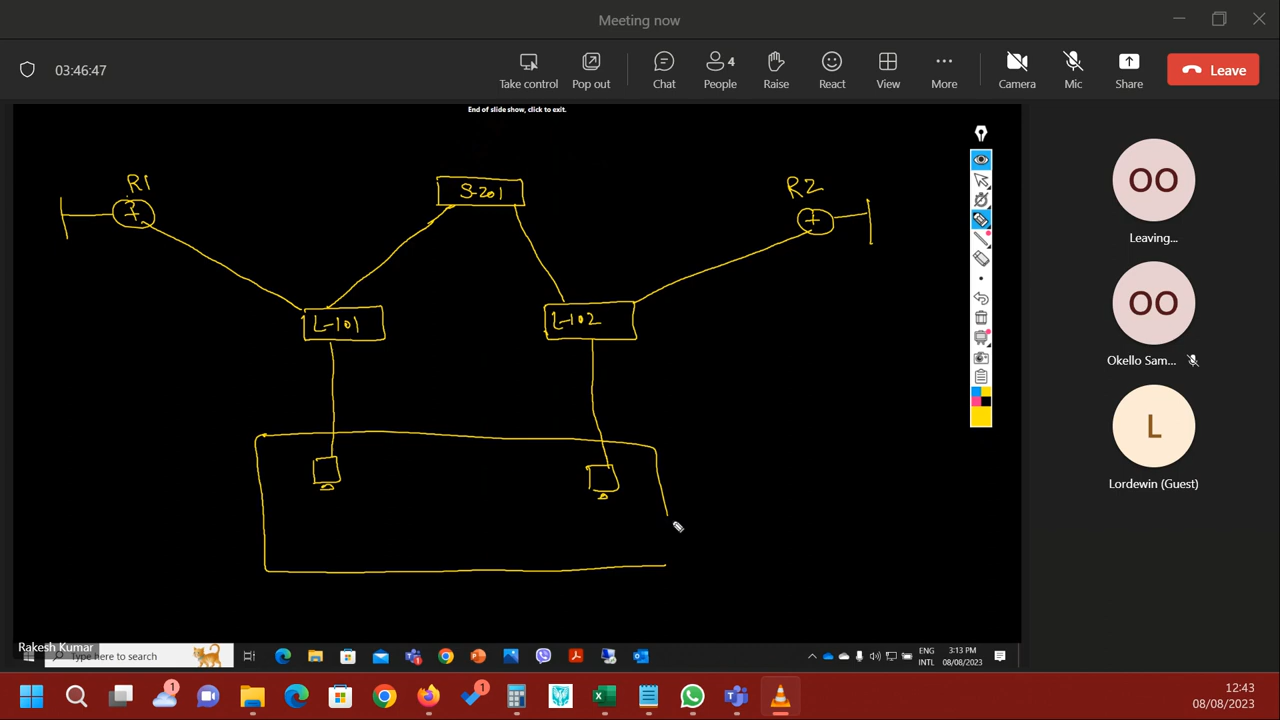 Meeting now
03:46:47
Take control
Pop out
Chat
People
4
Raise
React
View
More
Camera
Mic
Share
Leave
End of slide show, click to exit.
R1
S-201
R2
L-101
L-102
OO
Leaving...
OO
Okello Sam...
L
Lordewin (Guest)
Rakesh Kumar
Type here to search
ENG
INTL
3:13 PM
08/08/2023
1
1
12:43
08/08/2023